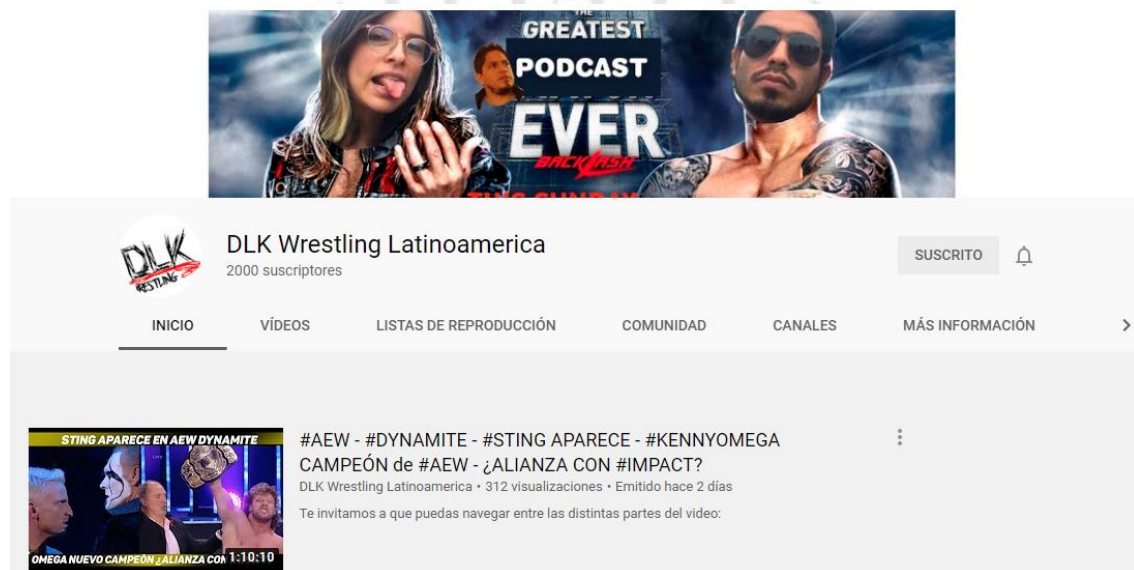 THE
GREATEST
PODCAST
EVER
BACKLASH
DLK
WRESTLING
DLK Wrestling Latinoamerica
2000 suscriptores
SUSCRITO
INICIO
VÍDEOS
LISTAS DE REPRODUCCIÓN
COMUNIDAD
CANALES
MÁS INFORMACIÓN
STING APARECE EN AEW DYNAMITE
OMEGA NUEVO CAMPEÓN ¿ALIANZA CON
1:10:10
#AEW - #DYNAMITE - #STING APARECE - #KENNYOMEGA
CAMPEÓN de #AEW - ¿ALIANZA CON #IMPACT?
DLK Wrestling Latinoamerica • 312 visualizaciones • Emitido hace 2 días
Te invitamos a que puedas navegar entre las distintas partes del video: